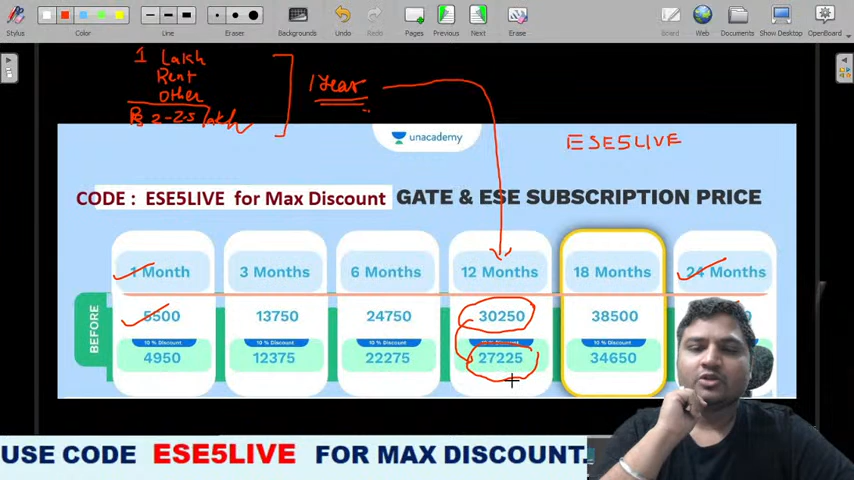 Stylus
Color
Line
Eraser
Backgrounds
Undo
Redo
Pages
Previous
Next
Erase
Board
Web
Documents
Show Desktop
OpenBoard
1 Lakh
Rent
Other
Rs 2-2.5 lakh
1 Year
unacademy
ESE5LIVE
CODE : ESE5LIVE for Max Discount
GATE & ESE SUBSCRIPTION PRICE
1 Month 3 Months 6 Months 12 Months 18 Months 24 Months
BEFORE
5500 13750 24750 30250 38500
10 % Discount 10 % Discount 10 % Discount 10 % Discount
4950 12375 22275 27225 34650
USE CODE ESE5LIVE FOR MAX DISCOUNT.